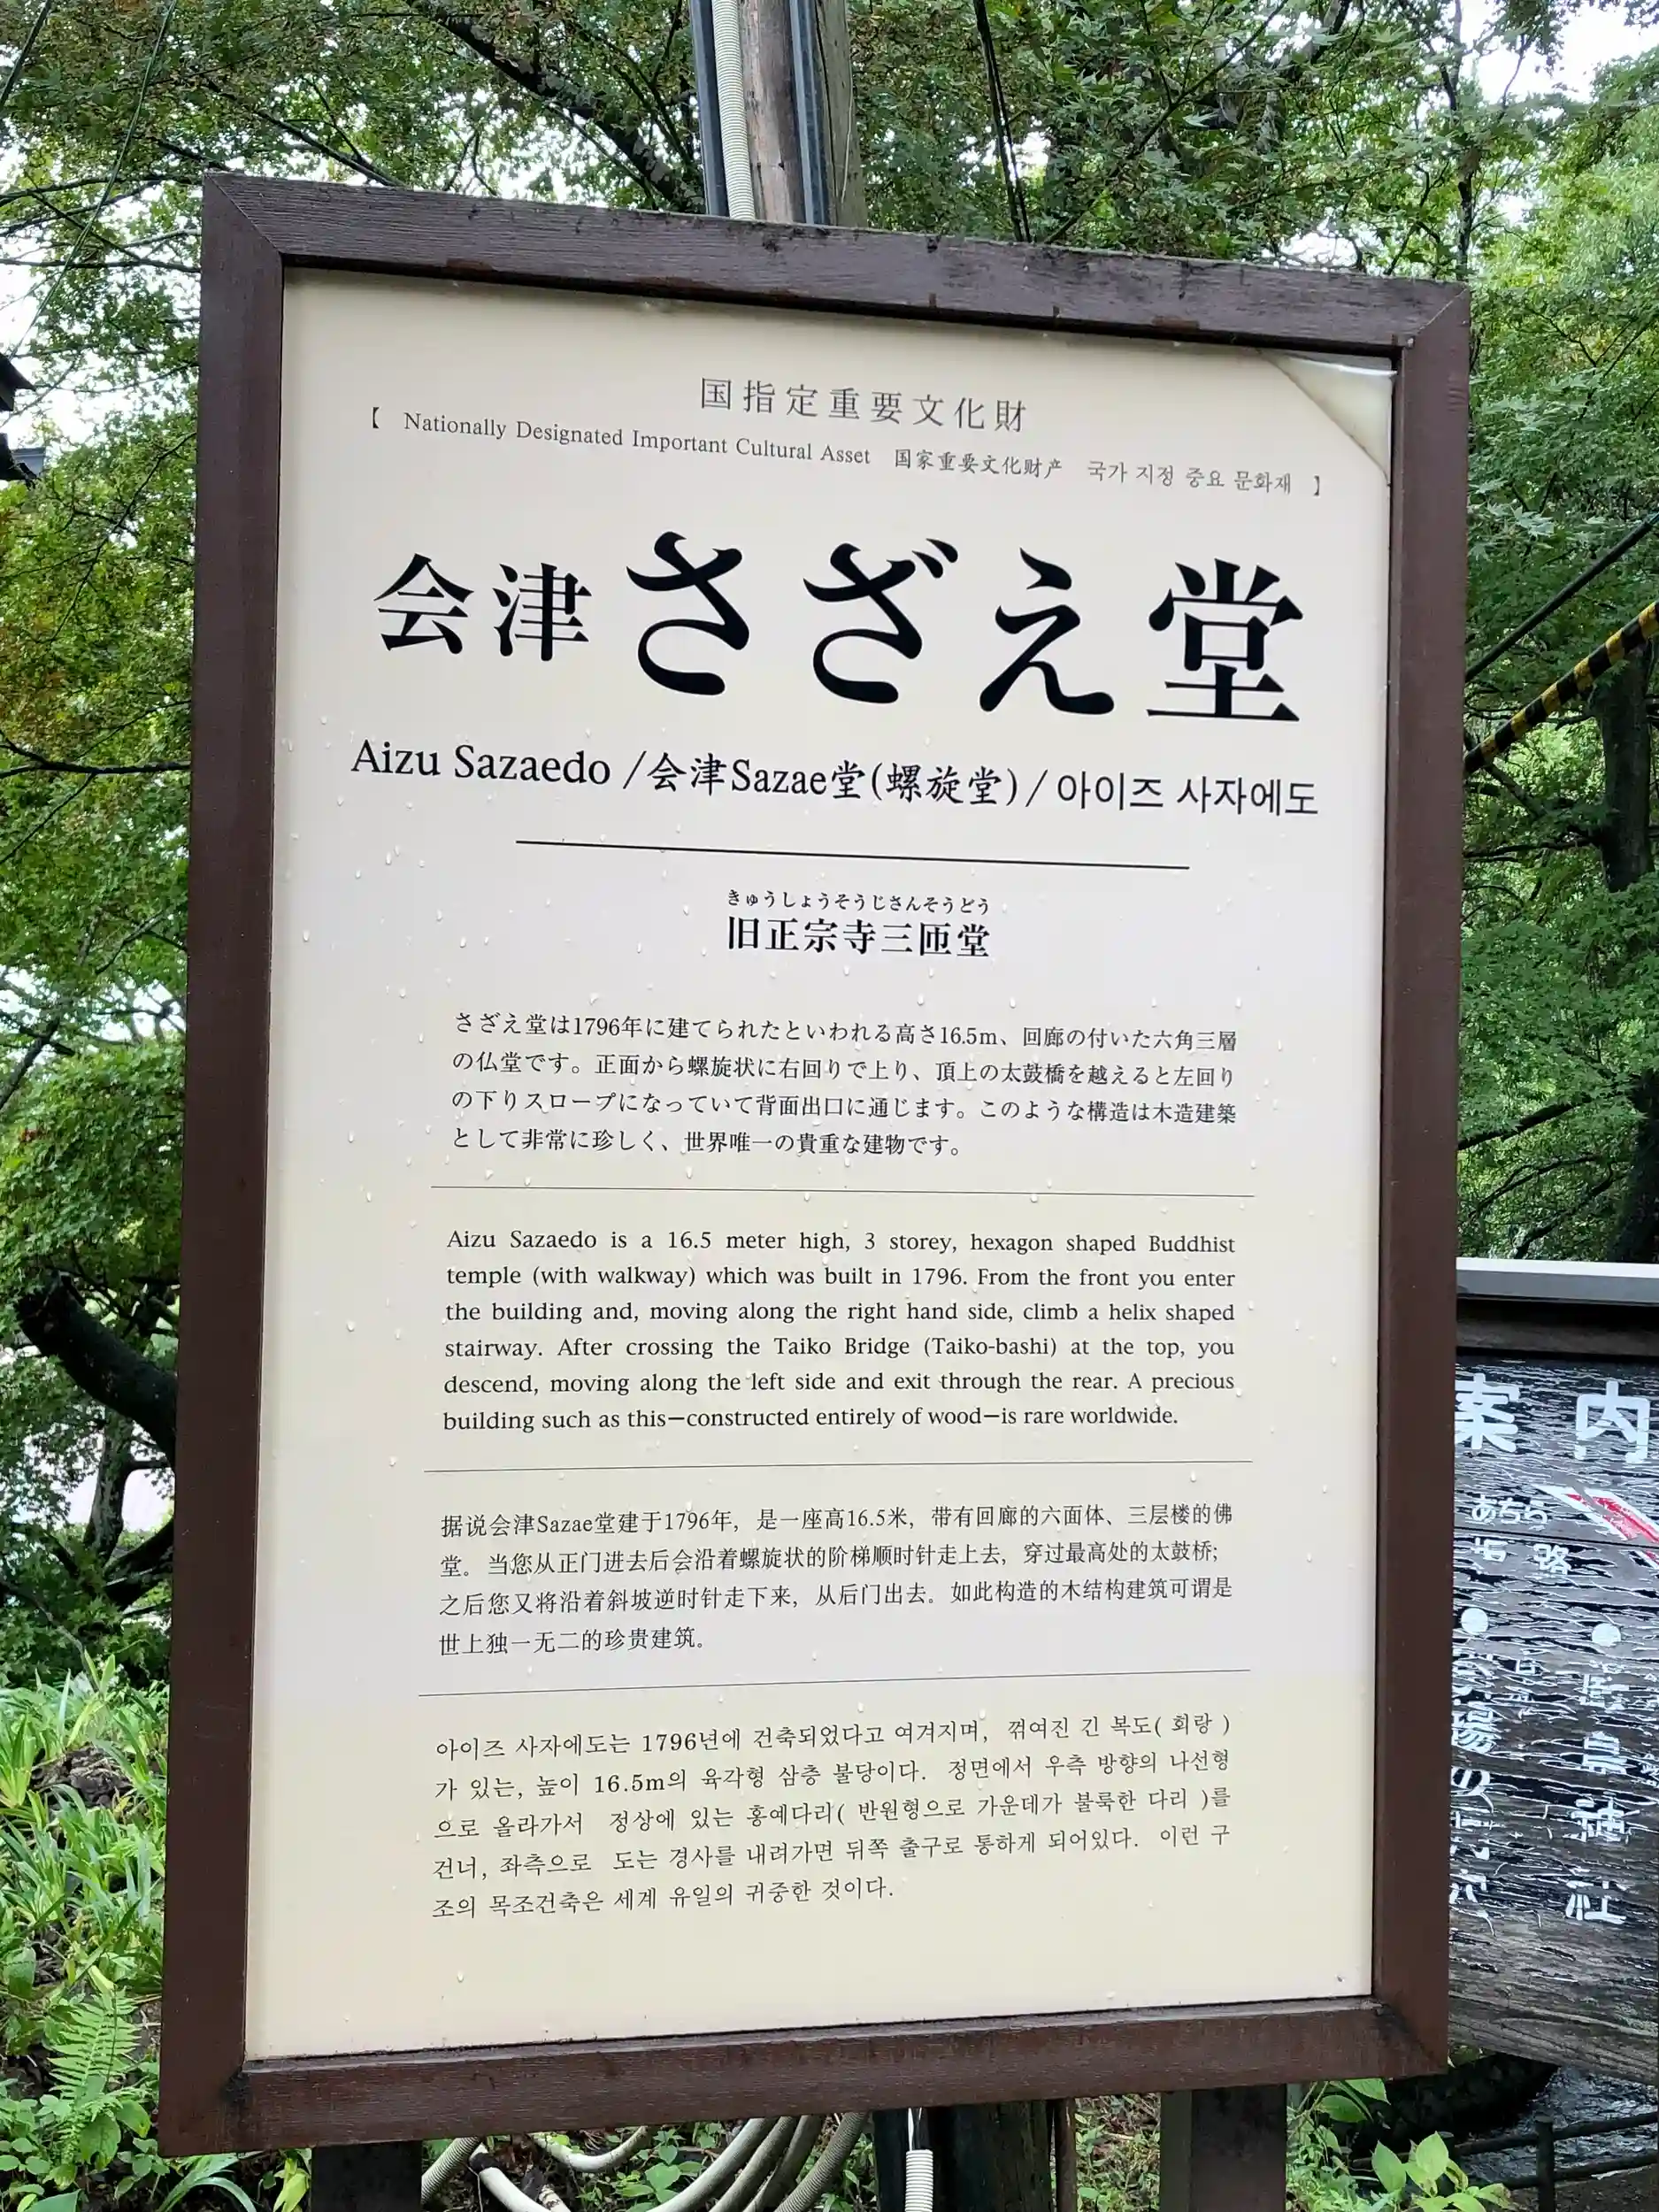 国指定重要文化財
【 Nationally Designated Important Cultural Asset 国家重要文化财产 국가 지정 중요 문화재 】
会津さざえ堂
Aizu Sazaedo /会津Sazae堂(螺旋堂)/ 아이즈 사자에도
きゅうしょうそうじさんそうどう
旧正宗寺三匝堂
さざえ堂は1796年に建てられたといわれる高さ16.5m、回廊の付いた六角三層
の仏堂です。正面から螺旋状に右回りで上り、頂上の太鼓橋を越えると左回り
の下りスロープになっていて背面出口に通じます。このような構造は木造建築
として非常に珍しく、世界唯一の貴重な建物です。
Aizu Sazaedo is a 16.5 meter high, 3 storey, hexagon shaped Buddhist
temple (with walkway) which was built in 1796. From the front you enter
the building and, moving along the right hand side, climb a helix shaped
stairway. After crossing the Taiko Bridge (Taiko-bashi) at the top, you
descend, moving along the left side and exit through the rear. A precious
building such as this—constructed entirely of wood—is rare worldwide.
据说会津Sazae堂建于1796年，是一座高16.5米，带有回廊的六面体、三层楼的佛
堂。当您从正门进去后会沿着螺旋状的阶梯顺时针走上去，穿过最高处的太鼓桥；
之后您又将沿着斜坡逆时针走下来，从后门出去。如此构造的木结构建筑可谓是
世上独一无二的珍贵建筑。
아이즈 사자에도는 1796년에 건축되었다고 여겨지며, 꺾여진 긴 복도( 회랑 )
가 있는, 높이 16.5m의 육각형 삼층 불당이다. 정면에서 우측 방향의 나선형
으로 올라가서 정상에 있는 홍예다리( 반원형으로 가운데가 불룩한 다리 )를
건너, 좌측으로 도는 경사를 내려가면 뒤쪽 출구로 통하게 되어있다. 이런 구
조의 목조건축은 세계 유일의 귀중한 것이다.
案内
あちら